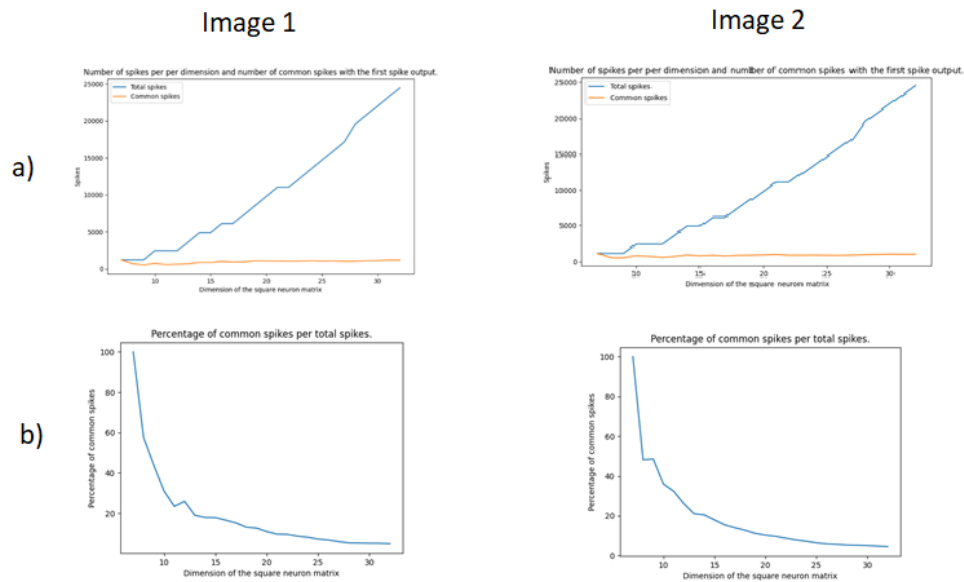 Image 1
Image 2
a)
Number of spikes per per dimension and number of common spikes with the first spike output.
Total spikes
Common spikes
25000
20000
15000
10000
5000
0
Spikes
10
15
20
25
30
Dimension of the square neuron matrix
Number of spikes per per dimension and number of common spikes with the first spike output.
Total spikes
Common spikes
25000
20000
15000
10000
5000
0
Spikes
10
15
20
25
30
Dimension of the square neuron matrix
b)
Percentage of common spikes per total spikes.
100
80
60
40
20
Percentage of common spikes
10
15
20
25
30
Dimension of the square neuron matrix
Percentage of common spikes per total spikes.
100
80
60
40
20
0
Percentage of common spikes
10
15
20
25
30
Dimension of the square neuron matrix